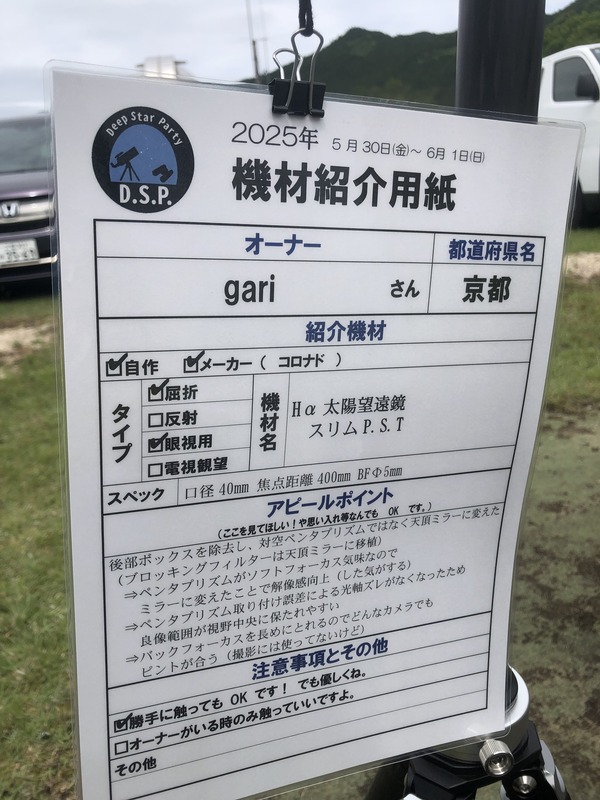 Deep Star Party
D.S.P.
2025年 5月30日(金)～ 6月1日(日)
機材紹介用紙
オーナー 都道府県名
gari さん 京都
紹介機材
☑自作 ☑メーカー( コロナド )
タイプ
☑屈折
☐反射
☑眼視用
☐電視観望
機材名
Hα 太陽望遠鏡
スリムP.S.T
スペック 口径40mm 焦点距離400mm BFΦ5mm
アピールポイント
(ここを見てほしい！や思い入れ等なんでも OK です。)
後部ボックスを除去し、対空ペンタプリズムではなく天頂ミラーに変えた
(ブロッキングフィルターは天頂ミラーに移植)
⇒ペンタプリズムがソフトフォーカス気味なので
ミラーに変えたことで解像感向上(した気がする)
⇒ペンタプリズム取り付け誤差による光軸ズレがなくなったため
良像範囲が視野中央に保たれやすい
⇒バックフォーカスを長めにとれるのでどんなカメラでも
ピントが合う(撮影には使ってないけど)
注意事項とその他
☑勝手に触っても OK です！ でも優しくね。
☐オーナーがいる時のみ触っていいですよ。
その他